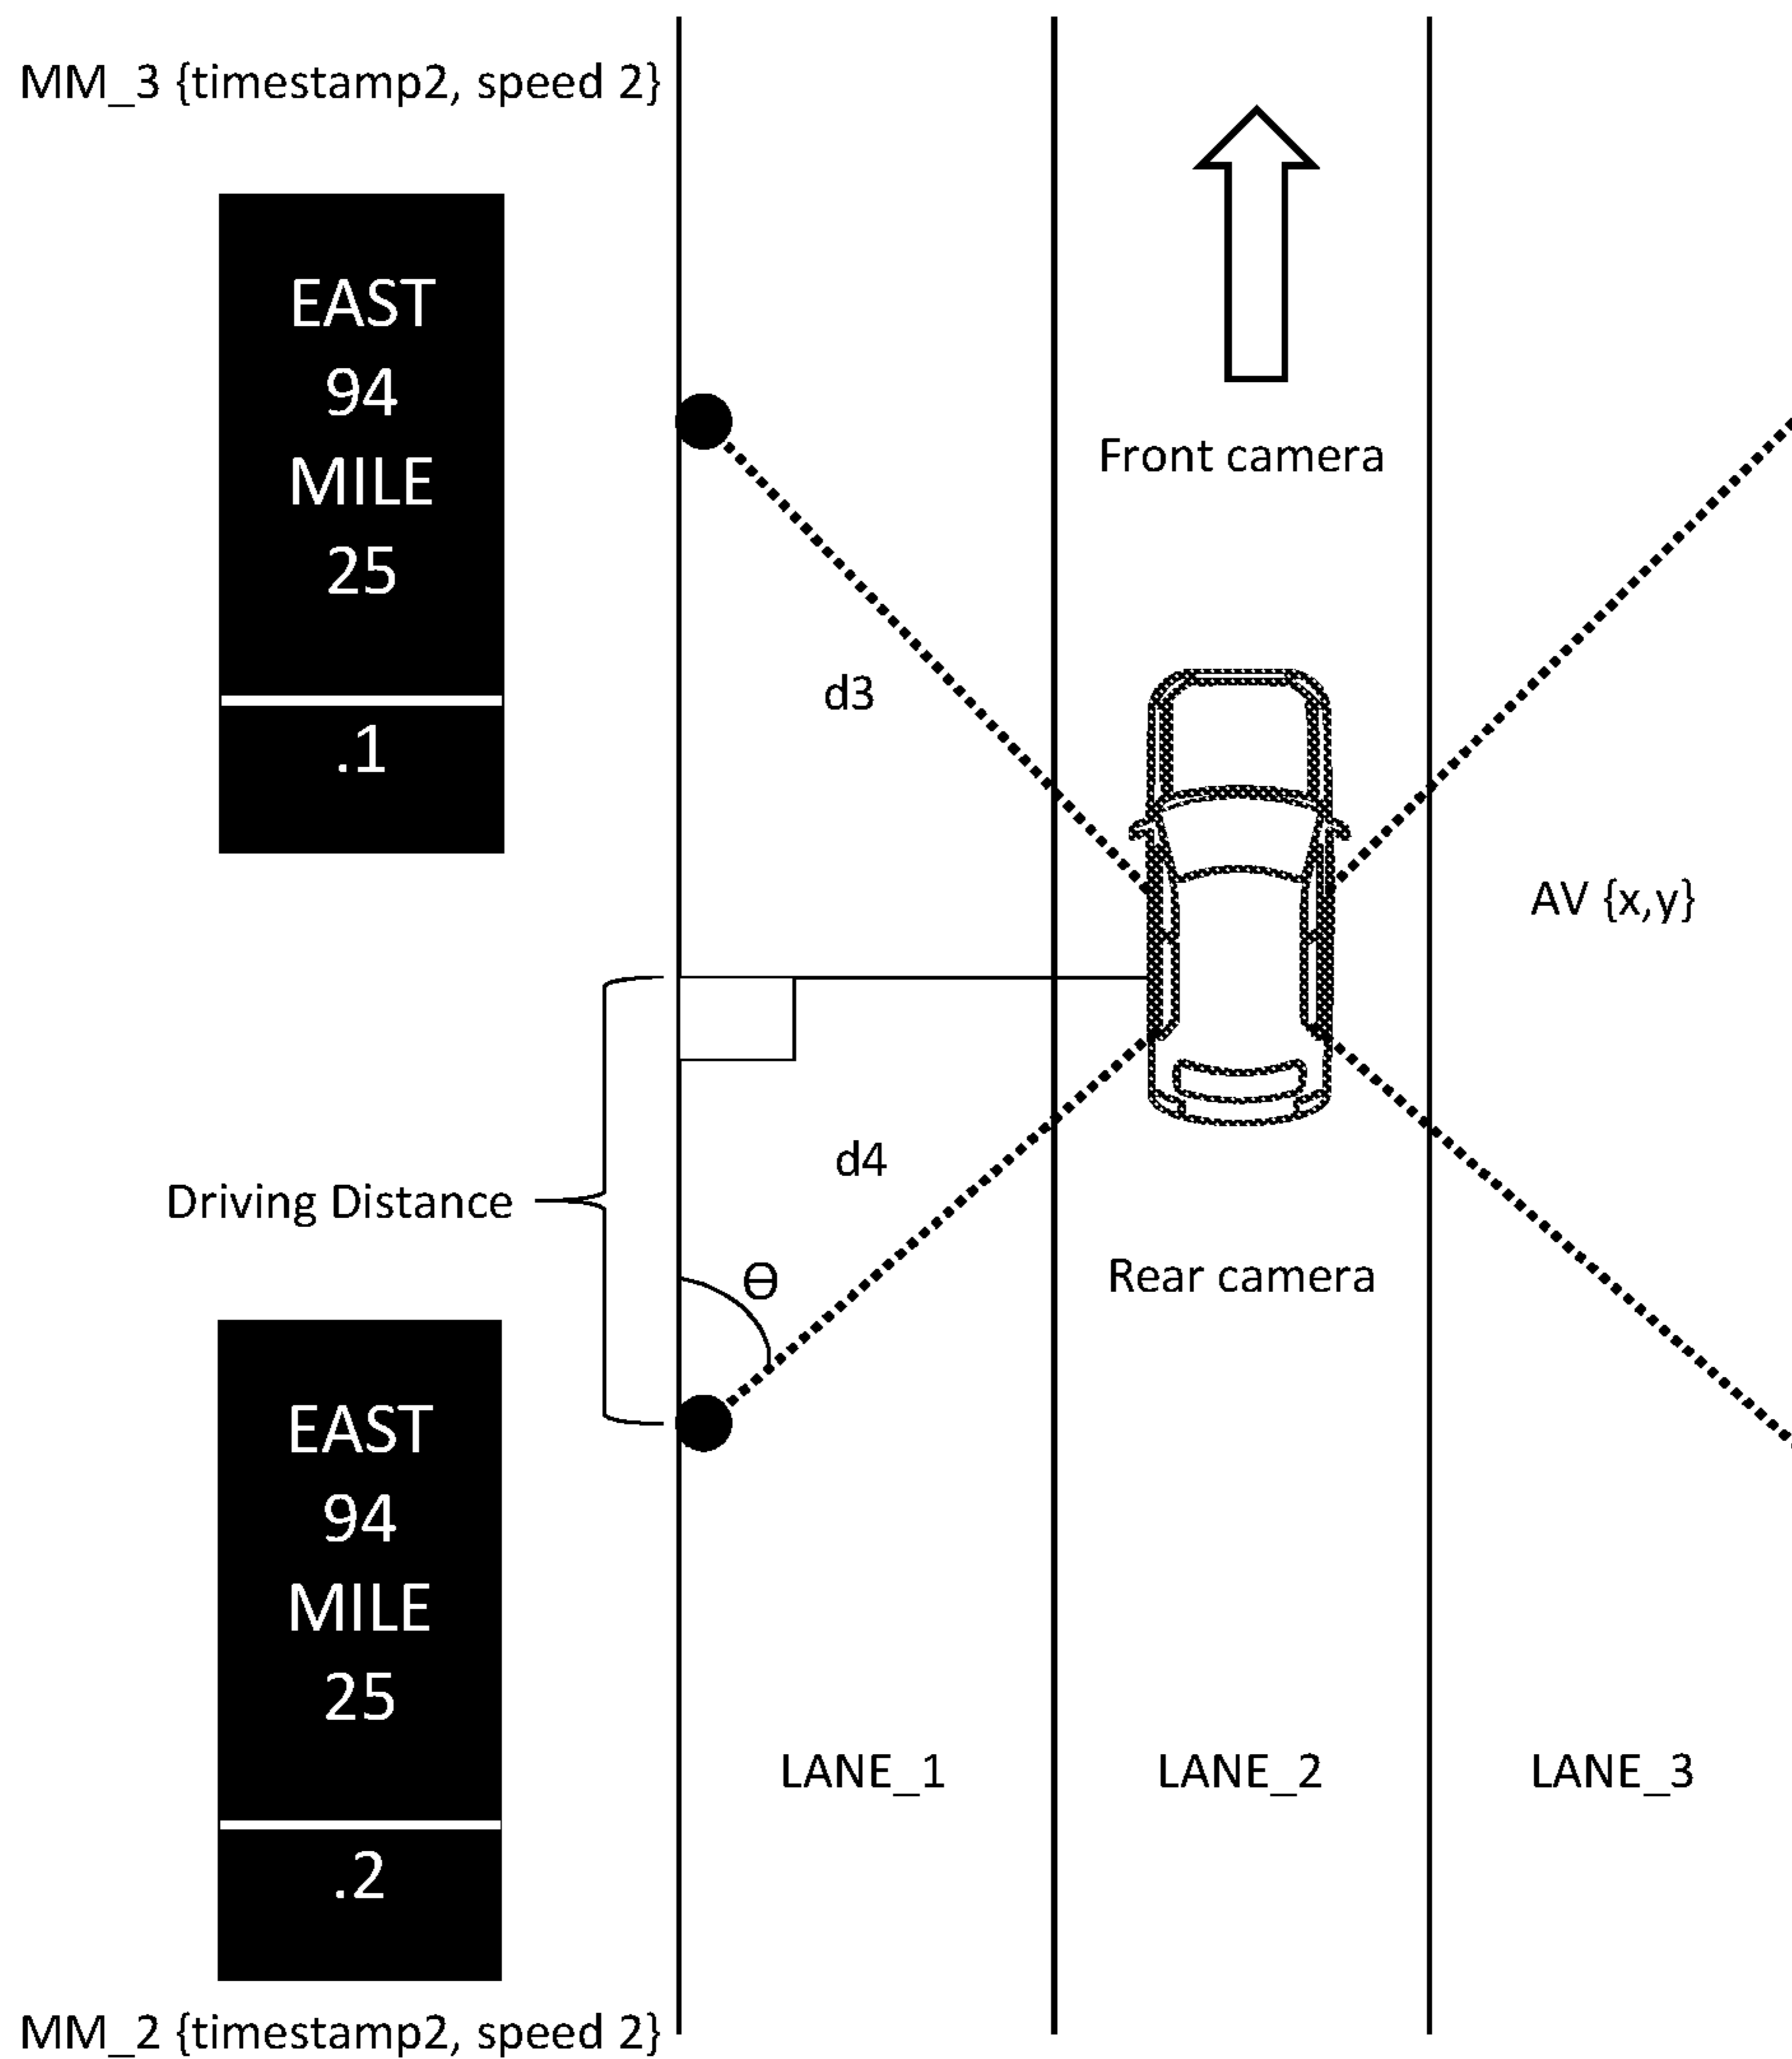 MM_3 {timestamp2, speed 2}
EAST
94
MILE
25
.1
Front camera
d3
AV {x,y}
d4
Driving Distance
Rear camera
Θ
EAST
94
MILE
25
.2
LANE_1
LANE_2
LANE_3
MM_2 {timestamp2, speed 2}